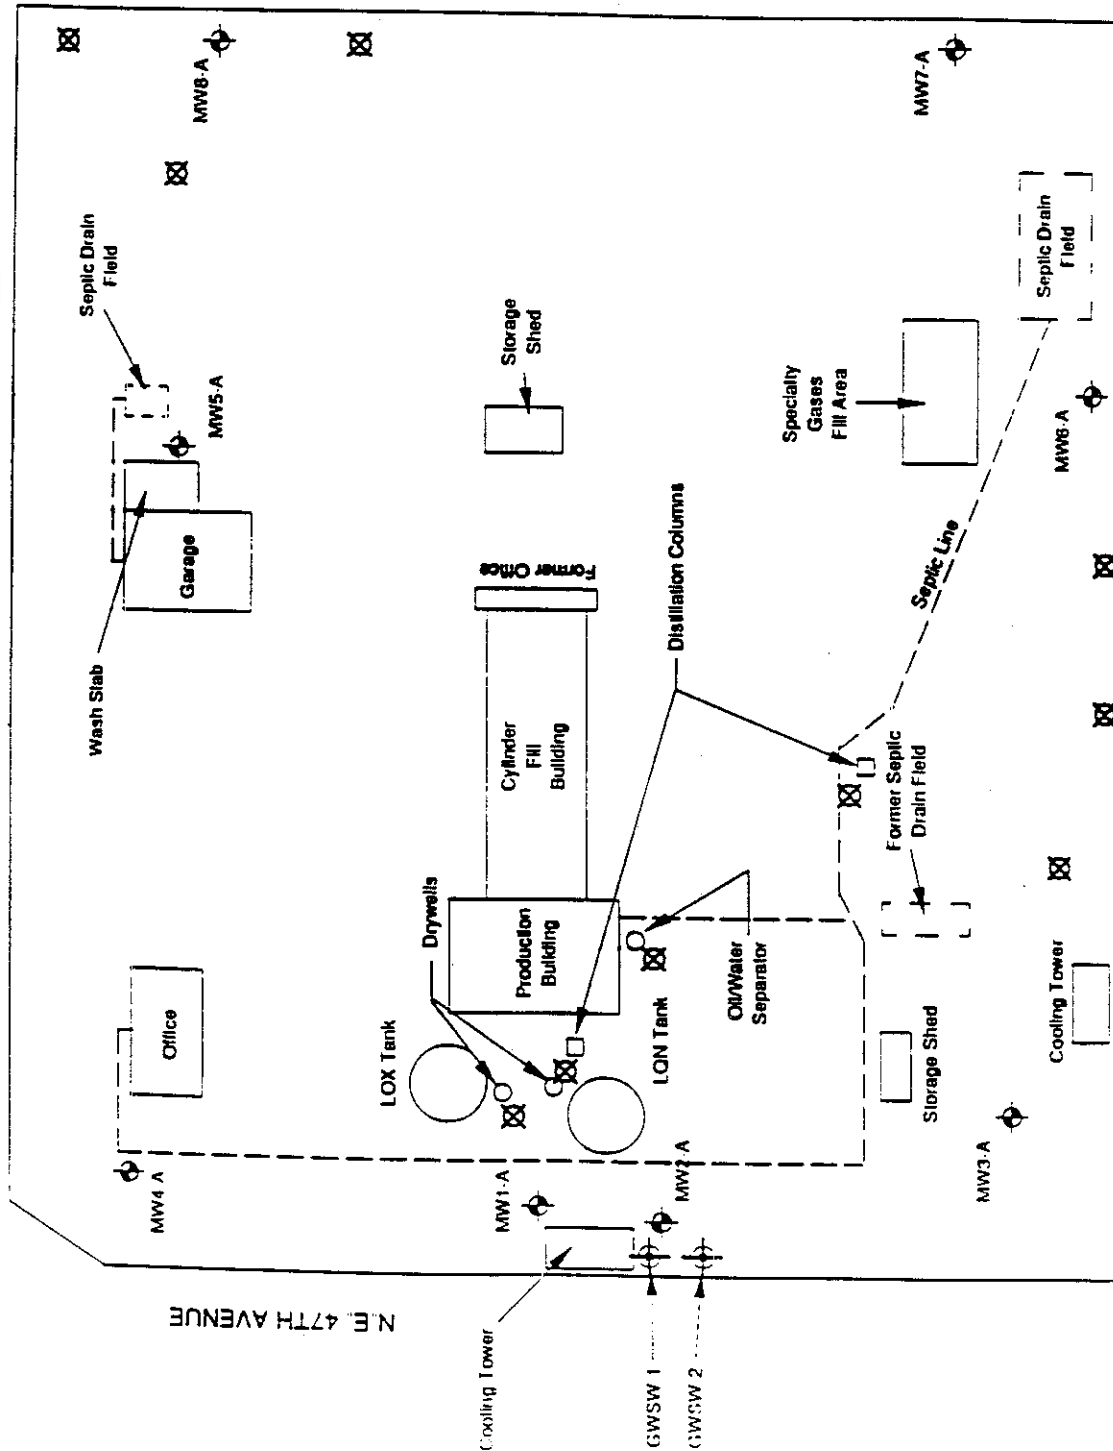 MW8-A
MW7-A
Septic Drain
Field
Septic Drain
Field
MW5-A
Storage
Shed
Specialty
Gases
Fill Area
MW6-A
Wash Slab
Garage
Former Office
Cylinder
Fill
Building
Distillation Columns
Septic Line
Former Septic
Drain Field
Drywells
Production
Building
Oil/Water
Separator
Office
LOX Tank
LQN Tank
Storage Shed
Cooling Tower
MW4-A
MW1-A
MW2-A
MW3-A
N.E. 47TH AVENUE
Cooling Tower
GWSW 1
GWSW 2